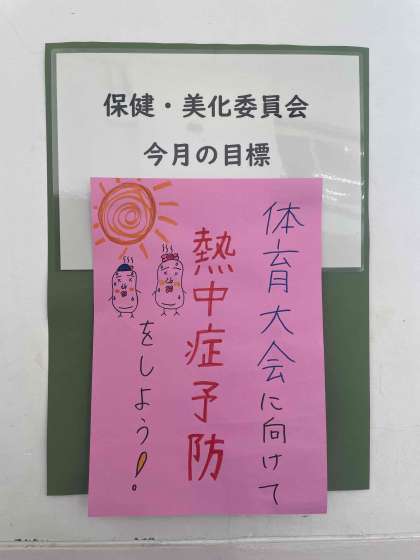 保健・美化委員会
今月の目標
体育大会に向けて
熱中症予防
をしよう!